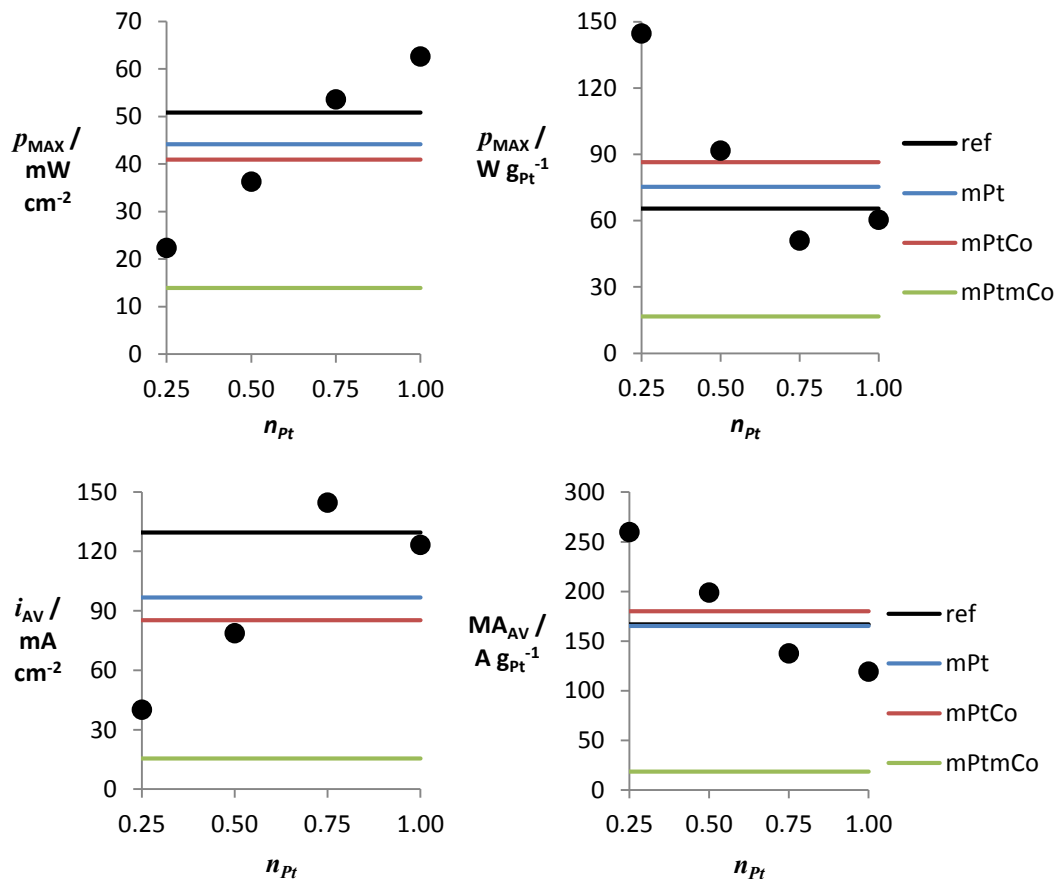 70
60
50
40
30
20
10
0
pMAX /
mW
cm-2
0.25 0.50 0.75 1.00
nPt
150
120
90
60
30
0
pMAX /
W gPt-1
0.25 0.50 0.75 1.00
nPt
ref
mPt
mPtCo
mPtmCo
150
120
90
60
30
0
iAV /
mA
cm-2
0.25 0.50 0.75 1.00
nPt
300
250
200
150
100
50
0
MAAV /
A gPt-1
0.25 0.50 0.75 1.00
nPt
ref
mPt
mPtCo
mPtmCo